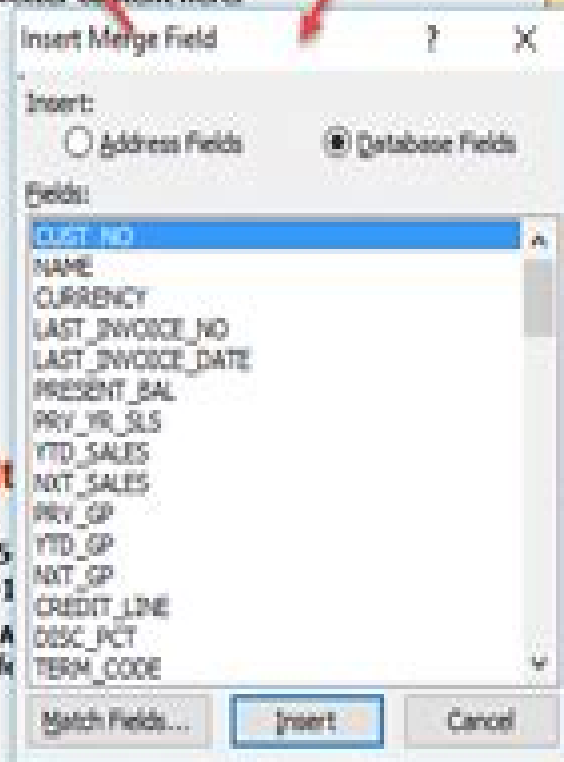 Insert Merge Field ? X
Insert:
Address Fields Database Fields
Fields:
CUST_NO
NAME
CURRENCY
LAST_INVOICE_NO
LAST_INVOICE_DATE
PRESENT_BAL
PRV_YR_SLS
YTD_SALES
NXT_SALES
PRV_GP
YTD_GP
NXT_GP
CREDIT_LINE
DISC_PCT
TERM_CODE
Match Fields... Insert Cancel